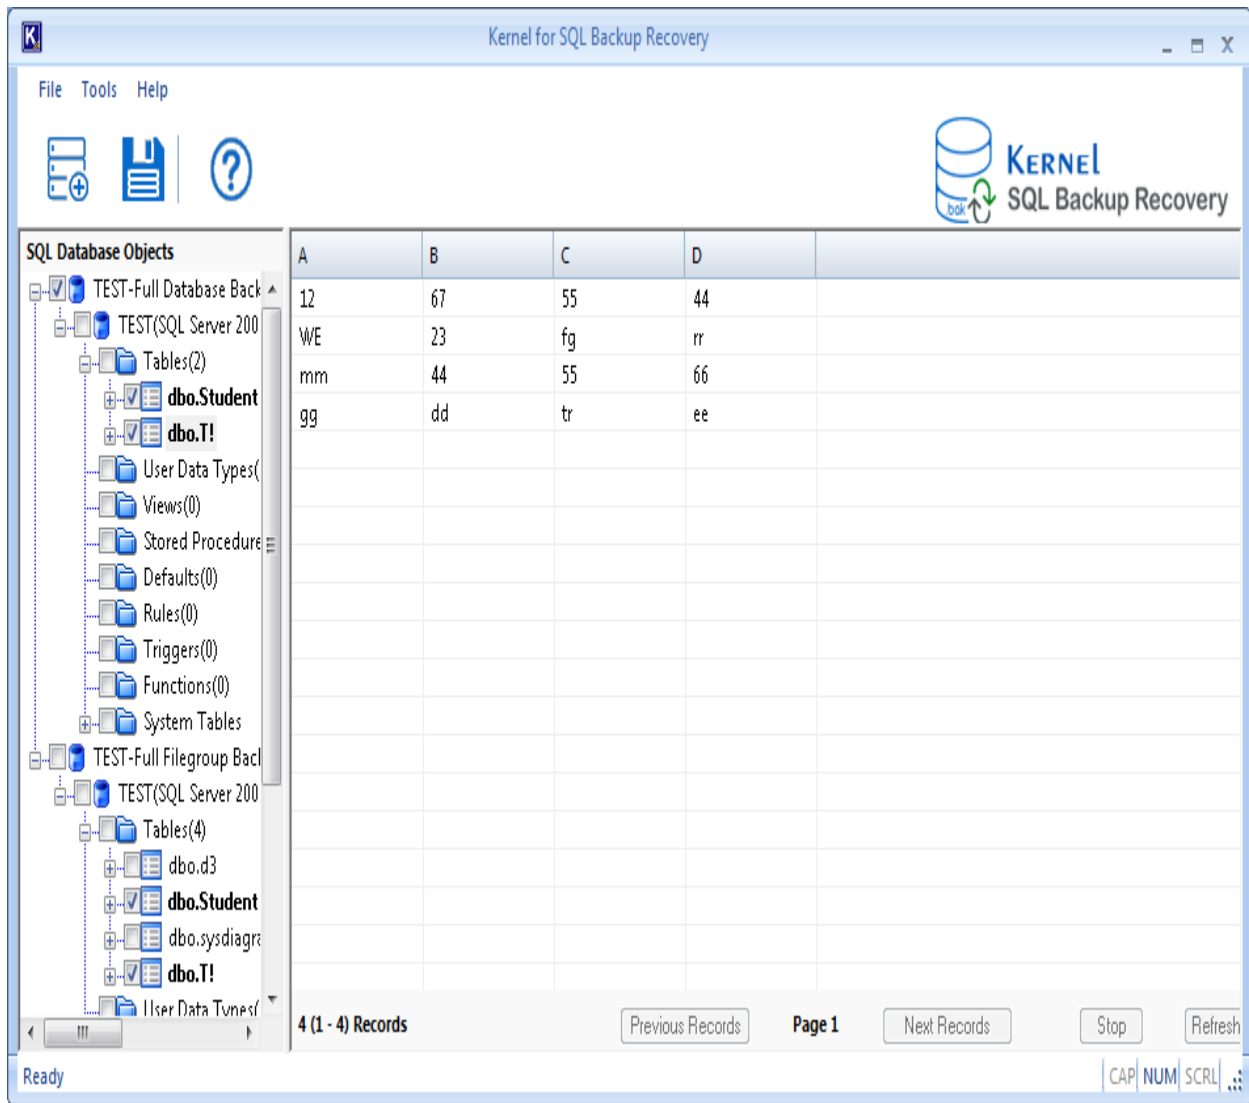 Kernel for SQL Backup Recovery
File Tools Help
KERNEL
SQL Backup Recovery
bak
SQL Database Objects
TEST-Full Database Back
TEST(SQL Server 200
Tables(2)
dbo.Student
dbo.T!
User Data Types(
Views(0)
Stored Procedure
Defaults(0)
Rules(0)
Triggers(0)
Functions(0)
System Tables
TEST-Full Filegroup Bacl
TEST(SQL Server 200
Tables(4)
dbo.d3
dbo.Student
dbo.sysdiagra
dbo.T!
User Data Types(
A B C D
12 67 55 44
WE 23 fg rr
mm 44 55 66
gg dd tr ee
4 (1 - 4) Records Previous Records Page 1 Next Records Stop Refresh
Ready CAP NUM SCRL